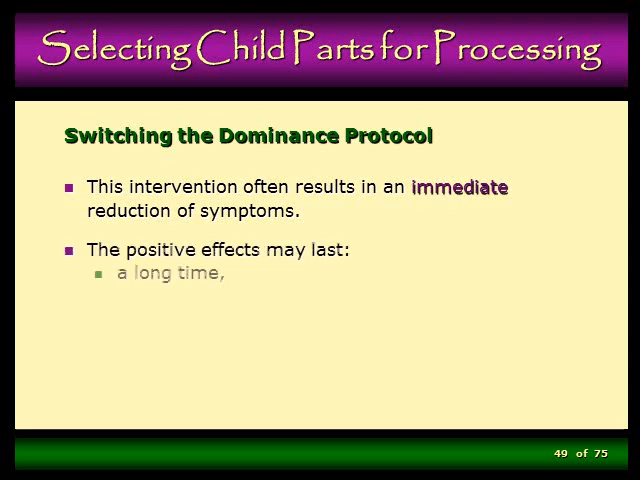 Selecting Child Parts for Processing
Switching the Dominance Protocol
This intervention often results in an immediate
reduction of symptoms.
The positive effects may last:
a long time,
49 of 75